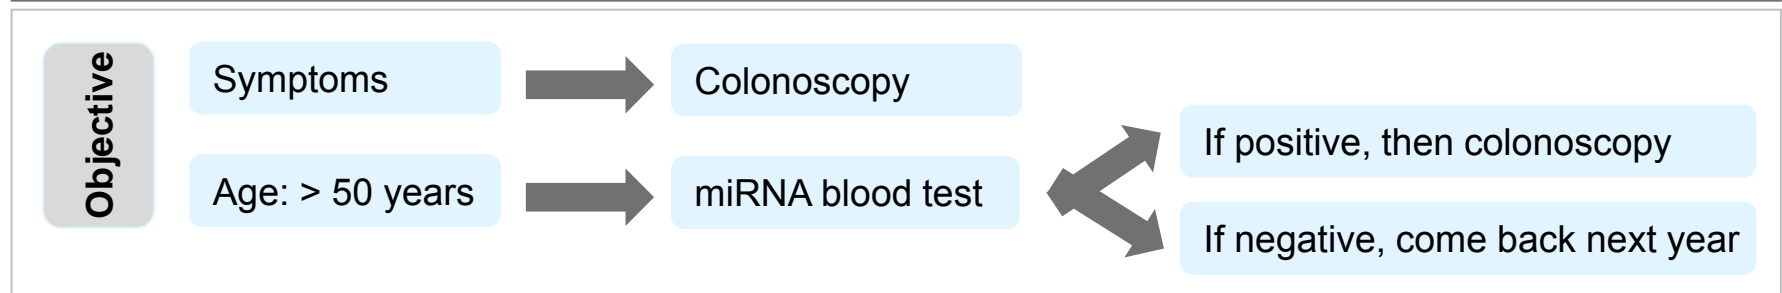 Objective
Symptoms
Colonoscopy
Age: > 50 years
miRNA blood test
If positive, then colonoscopy
If negative, come back next year